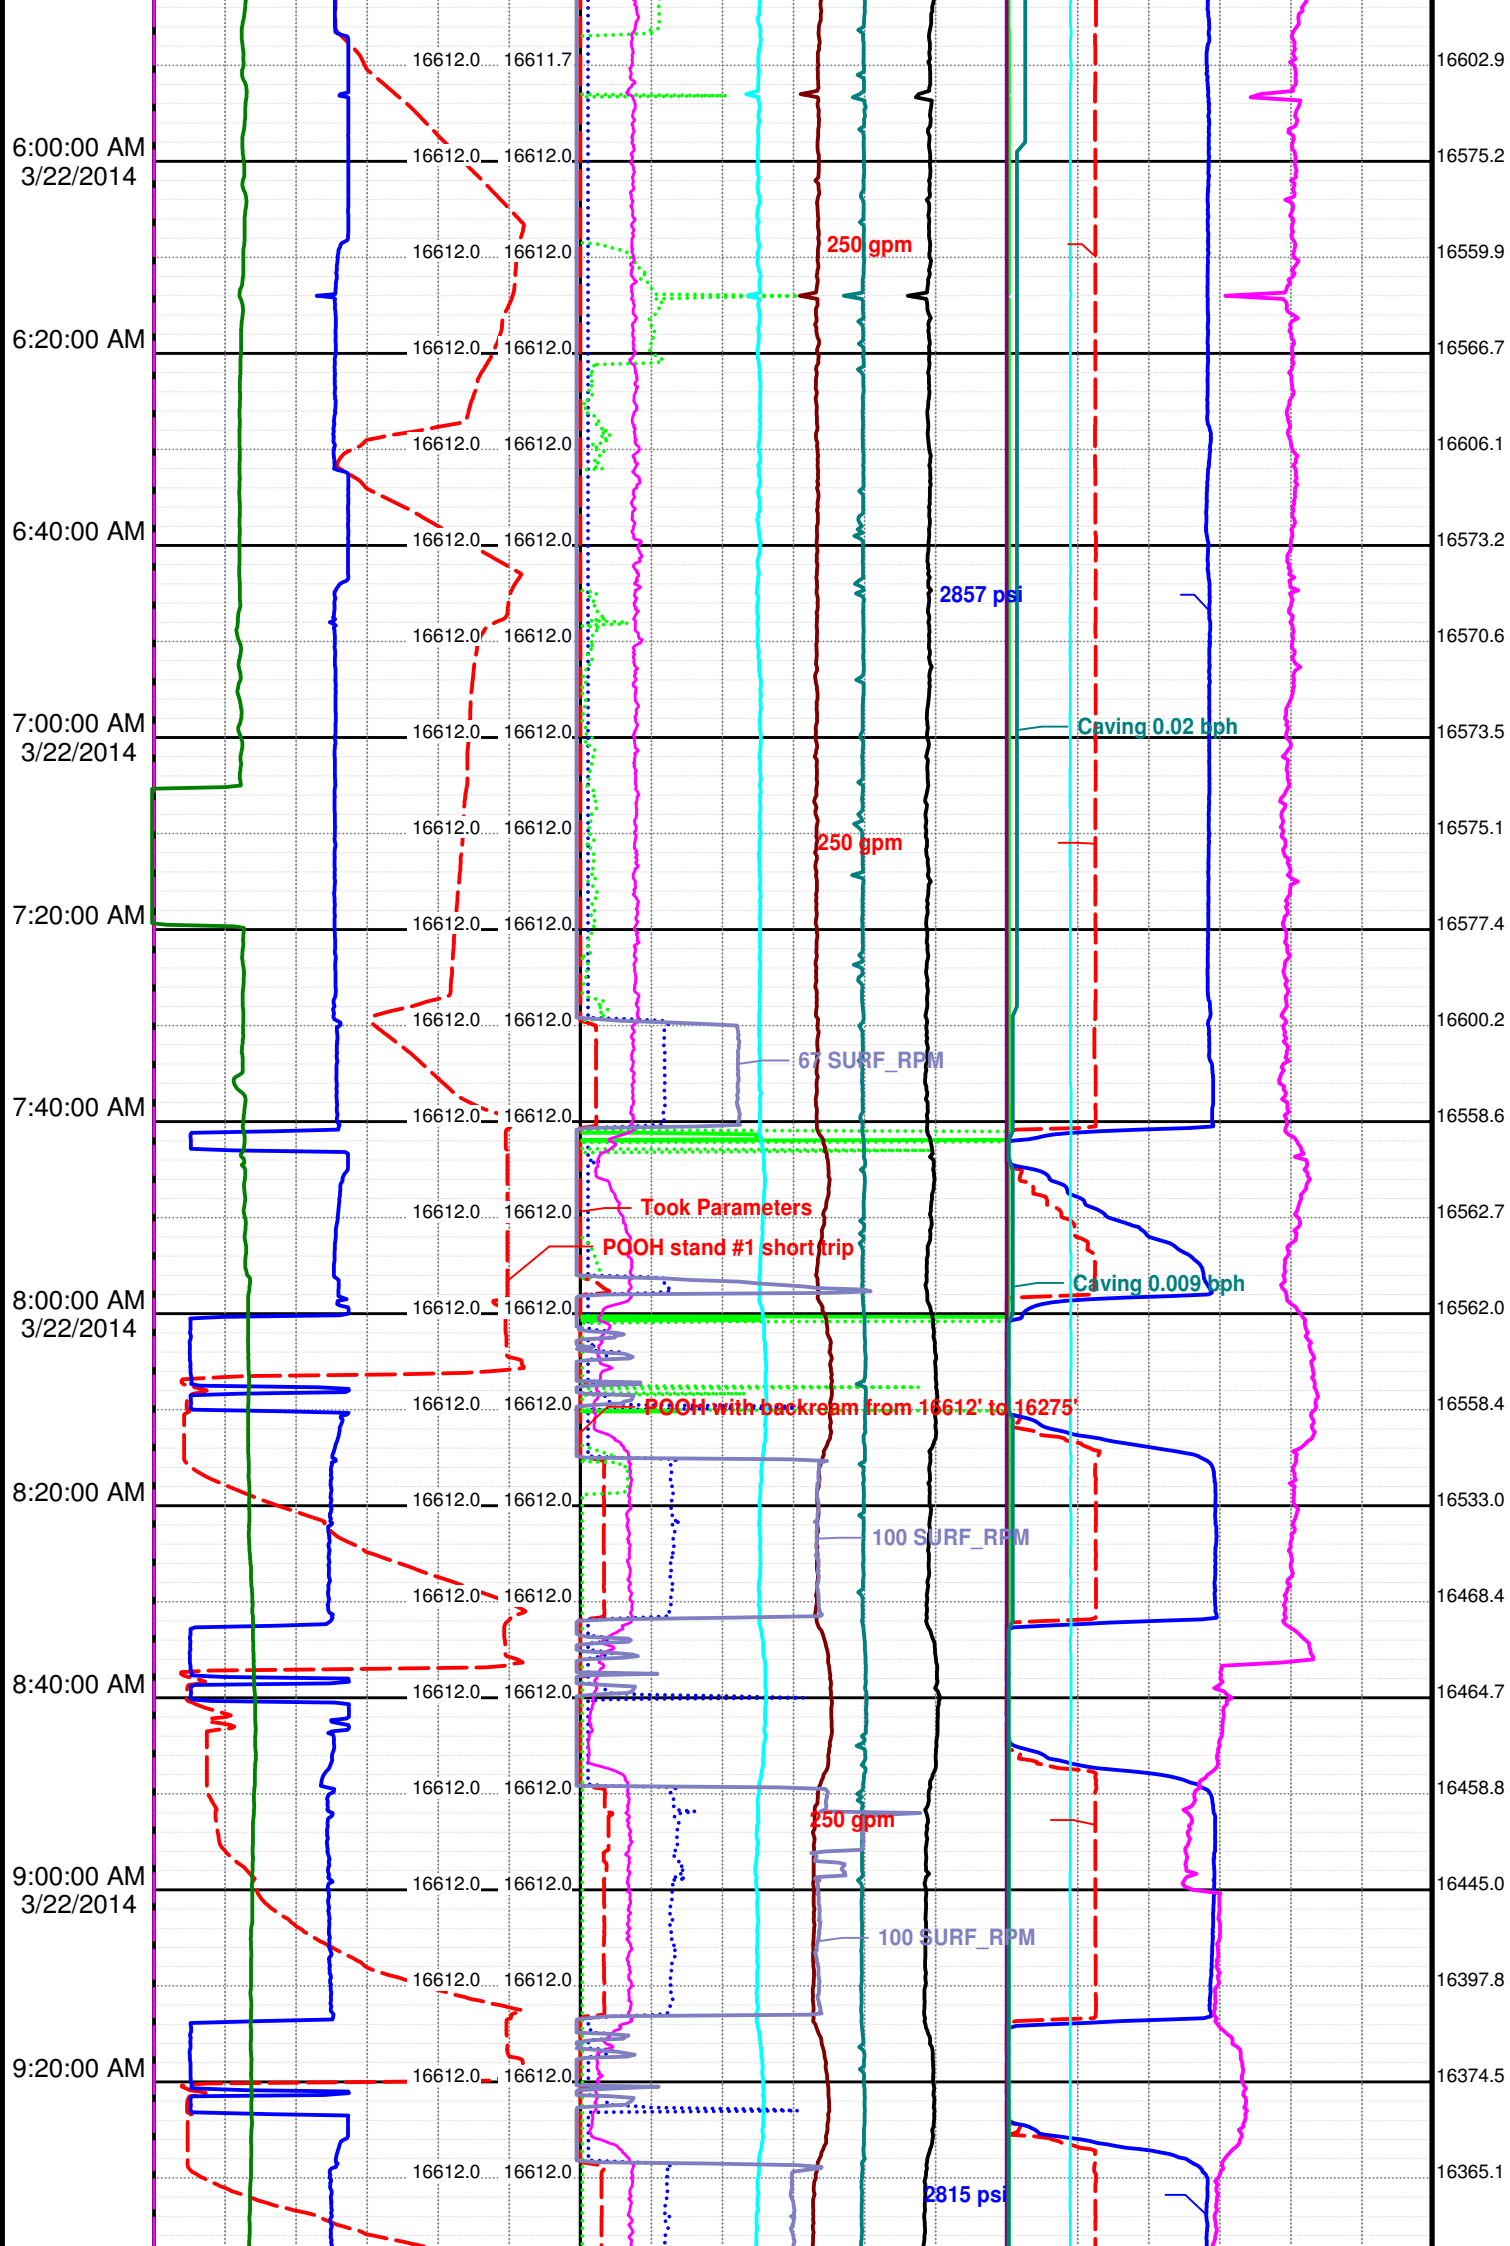 16612.0 16611.7 16602.9
6:00:00 AM 16612.0 16612.0 16575.2
3/22/2014
250 gpm
16612.0 16612.0 16559.9
6:20:00 AM 16612.0 16612.0 16566.7
16612.0 16612.0 16606.1
6:40:00 AM 16612.0 16612.0 16573.2
2857 psi
16612.0 16612.0 16570.6
7:00:00 AM 16612.0 16612.0 Caving 0.02 bph 16573.5
3/22/2014
16612.0 16612.0 16575.1
250 gpm
7:20:00 AM 16612.0 16612.0 16577.4
16612.0 16612.0 16600.2
67 SURF_RPM
7:40:00 AM 16612.0 16612.0 16558.6
Took Parameters
16612.0 16612.0 16562.7
POOH stand #1 short trip
Caving 0.009 bph
8:00:00 AM 16612.0 16612.0 16562.0
3/22/2014
16612.0 16612.0 POOH with backream from 16612' to 16275' 16558.4
8:20:00 AM 16612.0 16612.0 16533.0
100 SURF_RPM
16612.0 16612.0 16468.4
8:40:00 AM 16612.0 16612.0 16464.7
16612.0 16612.0 16458.8
250 gpm
9:00:00 AM 16612.0 16612.0 16445.0
3/22/2014
100 SURF_RPM
16612.0 16612.0 16397.8
9:20:00 AM 16612.0 16612.0 16374.5
16612.0 16612.0 16365.1
2815 psi